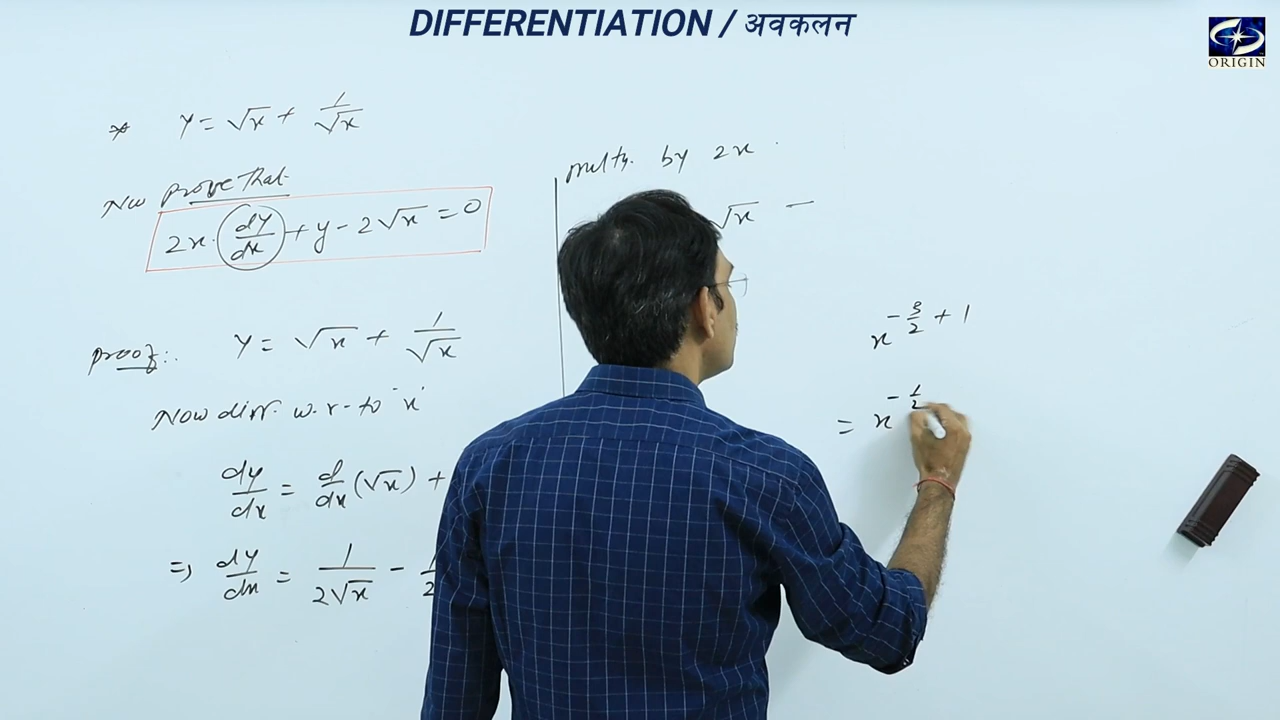 DIFFERENTIATION / अवकलन
ORIGIN
* y = √x + 1/√x
Now prove that
2x · dy/dx + y - 2√x = 0
proof:. y = √x + 1/√x
Now diff. w.r. to 'x'
dy/dx = d/dx (√x) +
⇒, dy/dx = 1/2√x -
multy. by 2x
√x -
x^(-3/2 + 1)
= x^(-1/2)